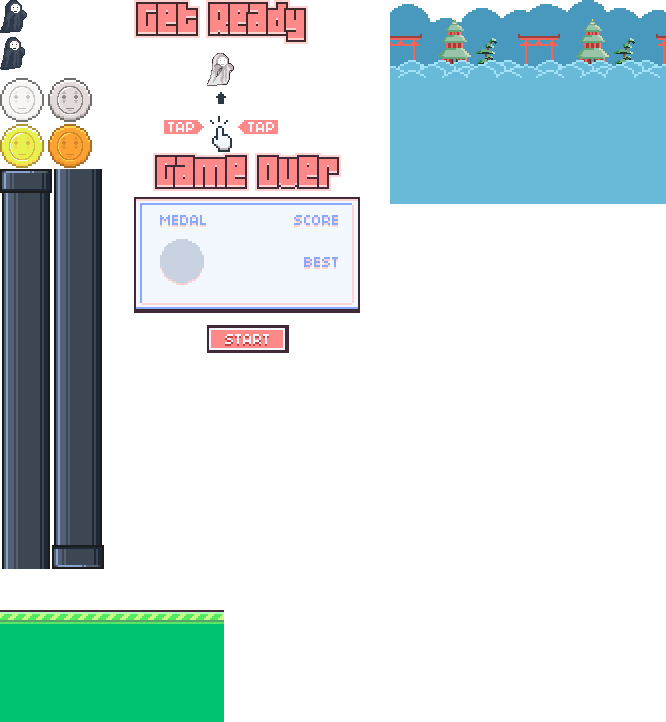 Get Ready
TAP TAP
Game Over
MEDAL SCORE
BEST
START